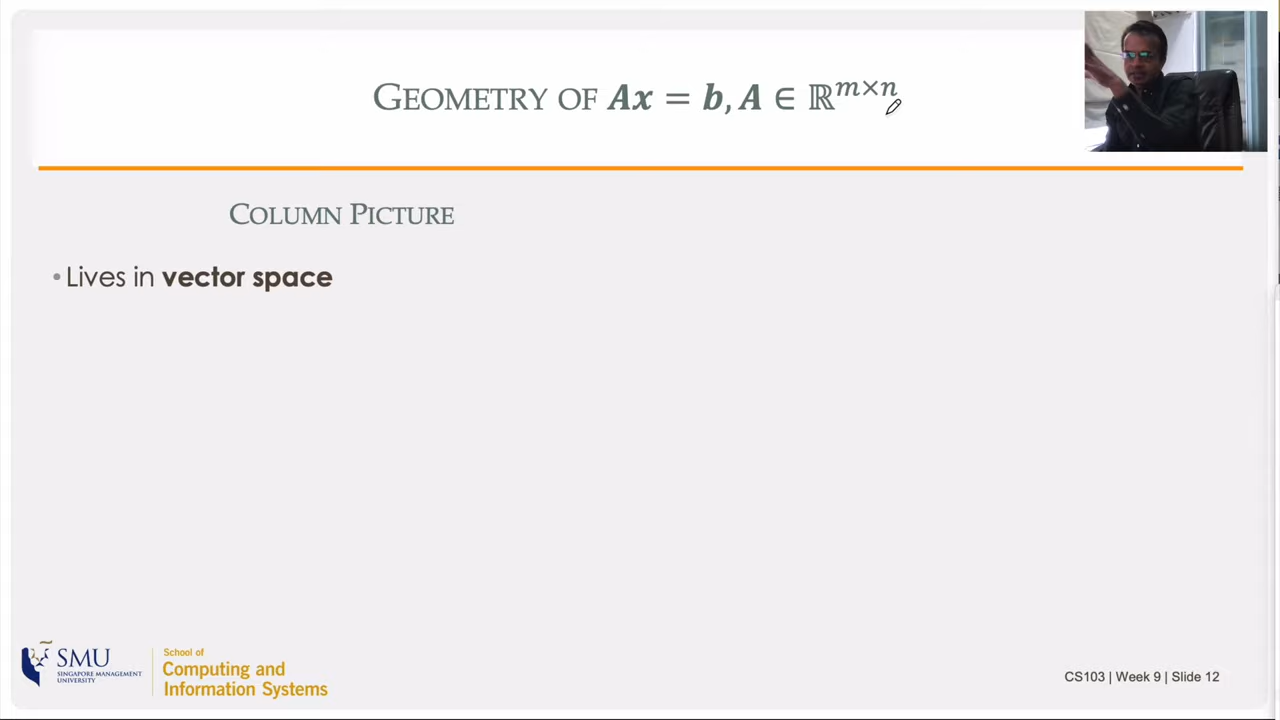 GEOMETRY OF Ax = b, A ∈ ℝ^{m×n}
COLUMN PICTURE
• Lives in vector space
SMU
SINGAPORE MANAGEMENT
UNIVERSITY
School of
Computing and
Information Systems
CS103 | Week 9 | Slide 12